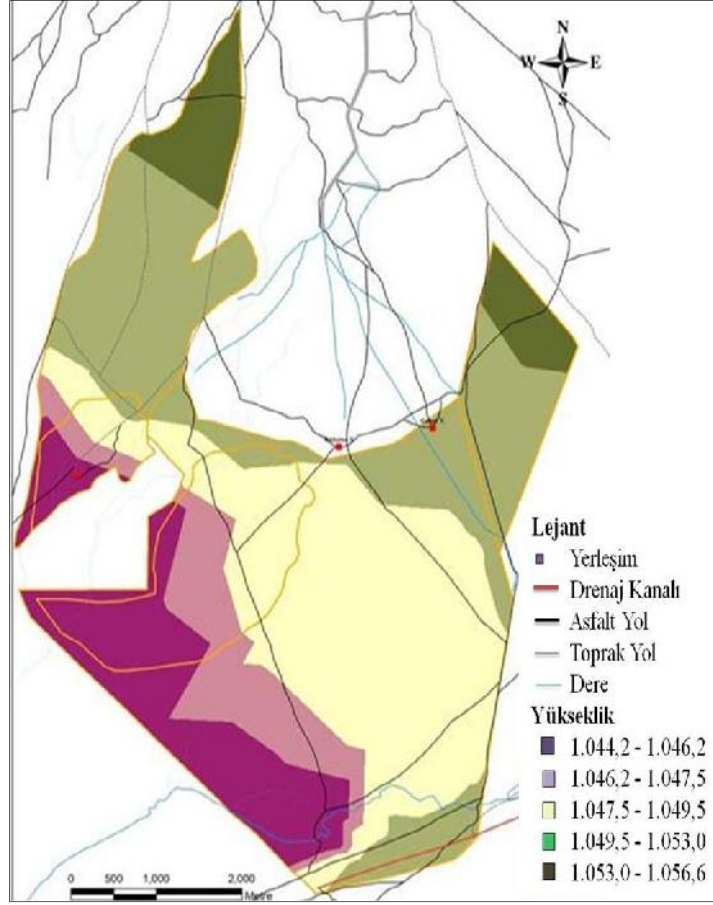 N
W E
S
Lejant
Yerleşim
Drenaj Kanalı
Asfalt Yol
Toprak Yol
Dere
Yükseklik
1.044,2 - 1.046,2
1.046,2 - 1.047,5
1.047,5 - 1.049,5
1.049,5 - 1.053,0
1.053,0 - 1.056,6
0 500 1,000 2,000
Metre